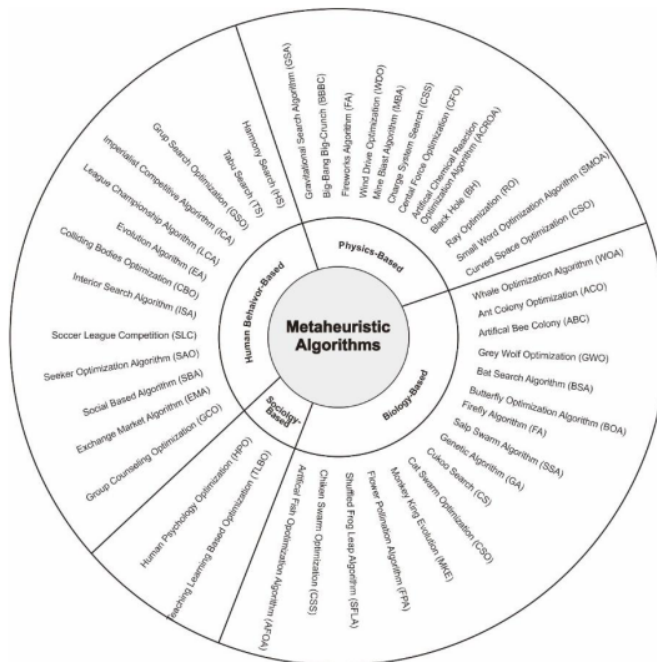 Metaheuristic
Algorithms
Physics-Based
Gravitational Search Algorithm (GSA)
Big-Bang Big-Crunch (BBBC)
Fireworks Algorithm (FA)
Wind Drive Optimization (WDO)
Mine Blast Algorithm (MBA)
Charge System Search (CSS)
Cental Force Optimization (CFO)
Artificial Chemical Reaction
Optimization Algorithm (ACROA)
Black Hole (BH)
Ray Optimization (RO)
Small Word Optimization Algorithm (SMOA)
Curved Space Optimization (CSO)
Biology-Based
Whale Optimization Algorithm (WOA)
Ant Colony Optimization (ACO)
Artifical Bee Colony (ABC)
Grey Wolf Optimization (GWO)
Bat Search Algorithm (BSA)
Butterfly Optimization Algorithm (BOA)
Firefly Algorithm (FA)
Salp Swarm Algorithm (SSA)
Genetic Algorithm (GA)
Cukoo Search (CS)
Cat Swarm Optimization (CSO)
Monkey King Evolution (MKE)
Flower Pollination Algorithm (FPA)
Shuffled Frog Leap Algorithm (SFLA)
Chiken Swarm Optimization (CSS)
Artificial Fish Opotimization Algorithm (AFOA)
Sociolgy-
Based
Teaching Learning Based Optimization (TLBO)
Human Psychology Optimization (HPO)
Human Behaivor-Based
Group Counseling Optimization (GCO)
Exchange Market Algorithm (EMA)
Social Based Algorithm (SBA)
Seeker Optimization Algorithm (SAO)
Soccer League Competition (SLC)
Interior Search Algorithm (ISA)
Colliding Bodies Optimization (CBO)
Evolution Algorithm (EA)
League Championship Algorithm (LCA)
Imperialist Competitive Algorithm (ICA)
Grup Search Optimization (GSO)
Tabu Search (TS)
Harmony Search (HS)